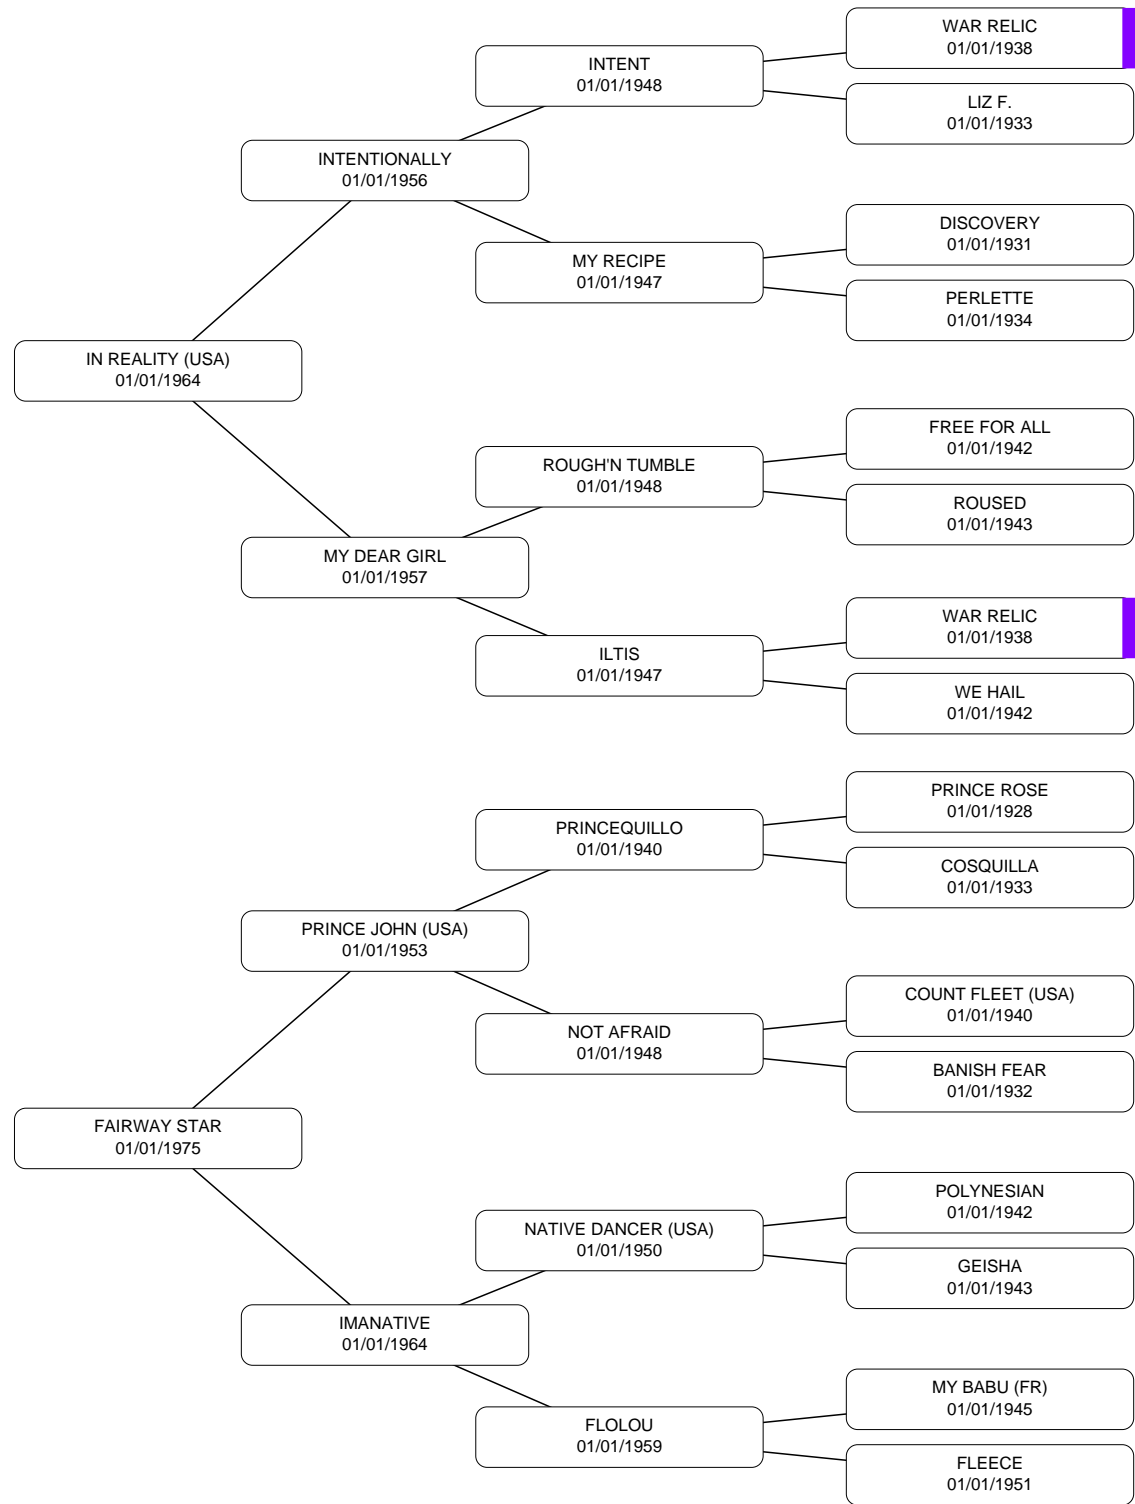 WAR RELIC
01/01/1938
INTENT
01/01/1948
LIZ F.
01/01/1933
INTENTIONALLY
01/01/1956
DISCOVERY
01/01/1931
MY RECIPE
01/01/1947
PERLETTE
01/01/1934
IN REALITY (USA)
01/01/1964
FREE FOR ALL
01/01/1942
ROUGH'N TUMBLE
01/01/1948
ROUSED
01/01/1943
MY DEAR GIRL
01/01/1957
WAR RELIC
01/01/1938
ILTIS
01/01/1947
WE HAIL
01/01/1942
PRINCE ROSE
01/01/1928
PRINCEQUILLO
01/01/1940
COSQUILLA
01/01/1933
PRINCE JOHN (USA)
01/01/1953
COUNT FLEET (USA)
01/01/1940
NOT AFRAID
01/01/1948
BANISH FEAR
01/01/1932
FAIRWAY STAR
01/01/1975
POLYNESIAN
01/01/1942
NATIVE DANCER (USA)
01/01/1950
GEISHA
01/01/1943
IMANATIVE
01/01/1964
MY BABU (FR)
01/01/1945
FLOLOU
01/01/1959
FLEECE
01/01/1951